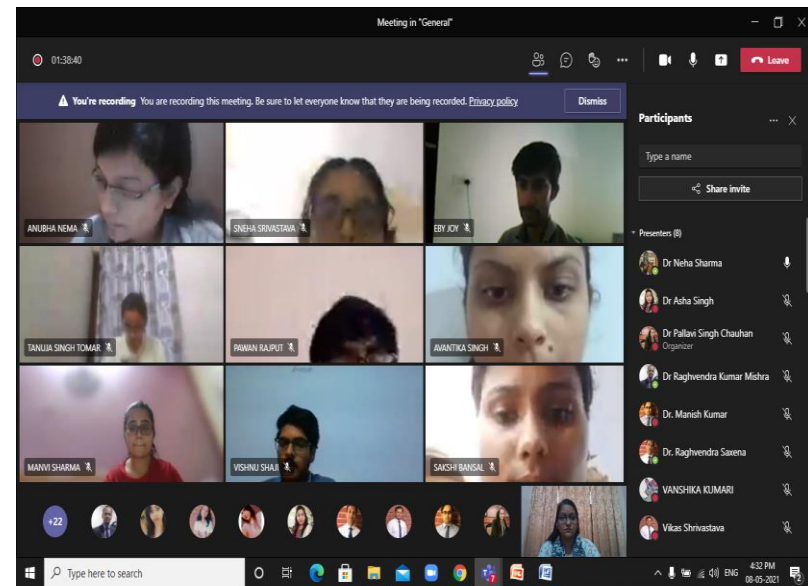 Meeting in "General"
01:38:40
Leave
You're recording You are recording this meeting. Be sure to let everyone know that they are being recorded. Privacy policy
Dismiss
ANUBHA NEMA
SNEHA SRIVASTAVA
EBY JOY
TANUJA SINGH TOMAR
PAWAN RAJPUT
AVANTIKA SINGH
MANVI SHARMA
VISHNU SHAJI
SAKSHI BANSAL
+22
Participants
Type a name
Share invite
Presenters (8)
Dr Neha Sharma
Dr Asha Singh
Dr Pallavi Singh Chauhan
Organizer
Dr Raghvendra Kumar Mishra
Dr. Manish Kumar
Dr. Raghvendra Saxena
VANSHIKA KUMARI
Vikas Shrivastava
Type here to search
ENG
4:32 PM
08-05-2021